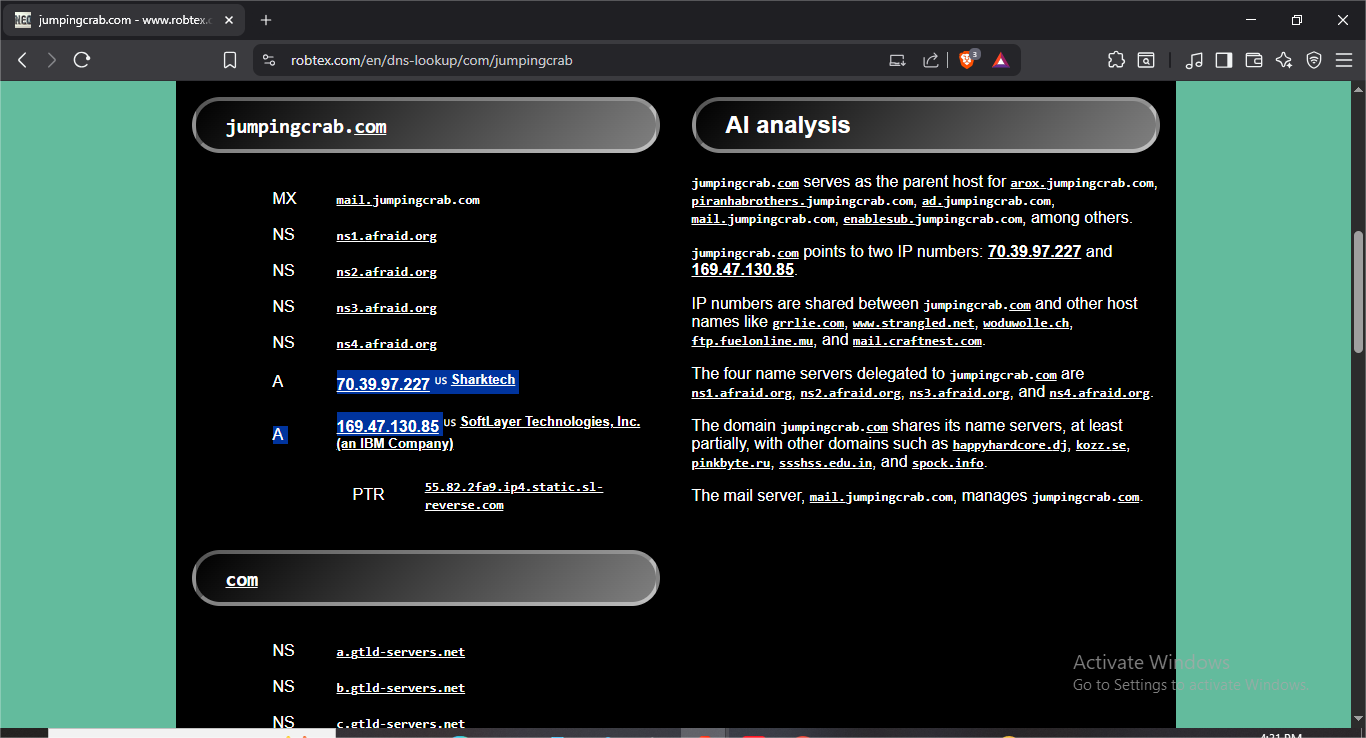 jumpingcrab.com - www.robtex.c
robtex.com/en/dns-lookup/com/jumpingcrab
3
jumpingcrab.com
MX mail.jumpingcrab.com
NS ns1.afraid.org
NS ns2.afraid.org
NS ns3.afraid.org
NS ns4.afraid.org
A 70.39.97.227 us Sharktech
A 169.47.130.85 us SoftLayer Technologies, Inc.
(an IBM Company)
PTR 55.82.2fa9.ip4.static.sl-
reverse.com
com
NS a.gtld-servers.net
NS b.gtld-servers.net
NS c.gtld-servers.net
AI analysis
jumpingcrab.com serves as the parent host for arox.jumpingcrab.com,
piranhabrothers.jumpingcrab.com, ad.jumpingcrab.com,
mail.jumpingcrab.com, enablesub.jumpingcrab.com, among others.
jumpingcrab.com points to two IP numbers: 70.39.97.227 and
169.47.130.85.
IP numbers are shared between jumpingcrab.com and other host
names like grrlie.com, www.strangled.net, woduwolle.ch,
ftp.fuelonline.mu, and mail.craftnest.com.
The four name servers delegated to jumpingcrab.com are
ns1.afraid.org, ns2.afraid.org, ns3.afraid.org, and ns4.afraid.org.
The domain jumpingcrab.com shares its name servers, at least
partially, with other domains such as happyhardcore.dj, kozz.se,
pinkbyte.ru, ssshss.edu.in, and spock.info.
The mail server, mail.jumpingcrab.com, manages jumpingcrab.com.
Activate Windows
Go to Settings to activate Windows.
4:31 PM